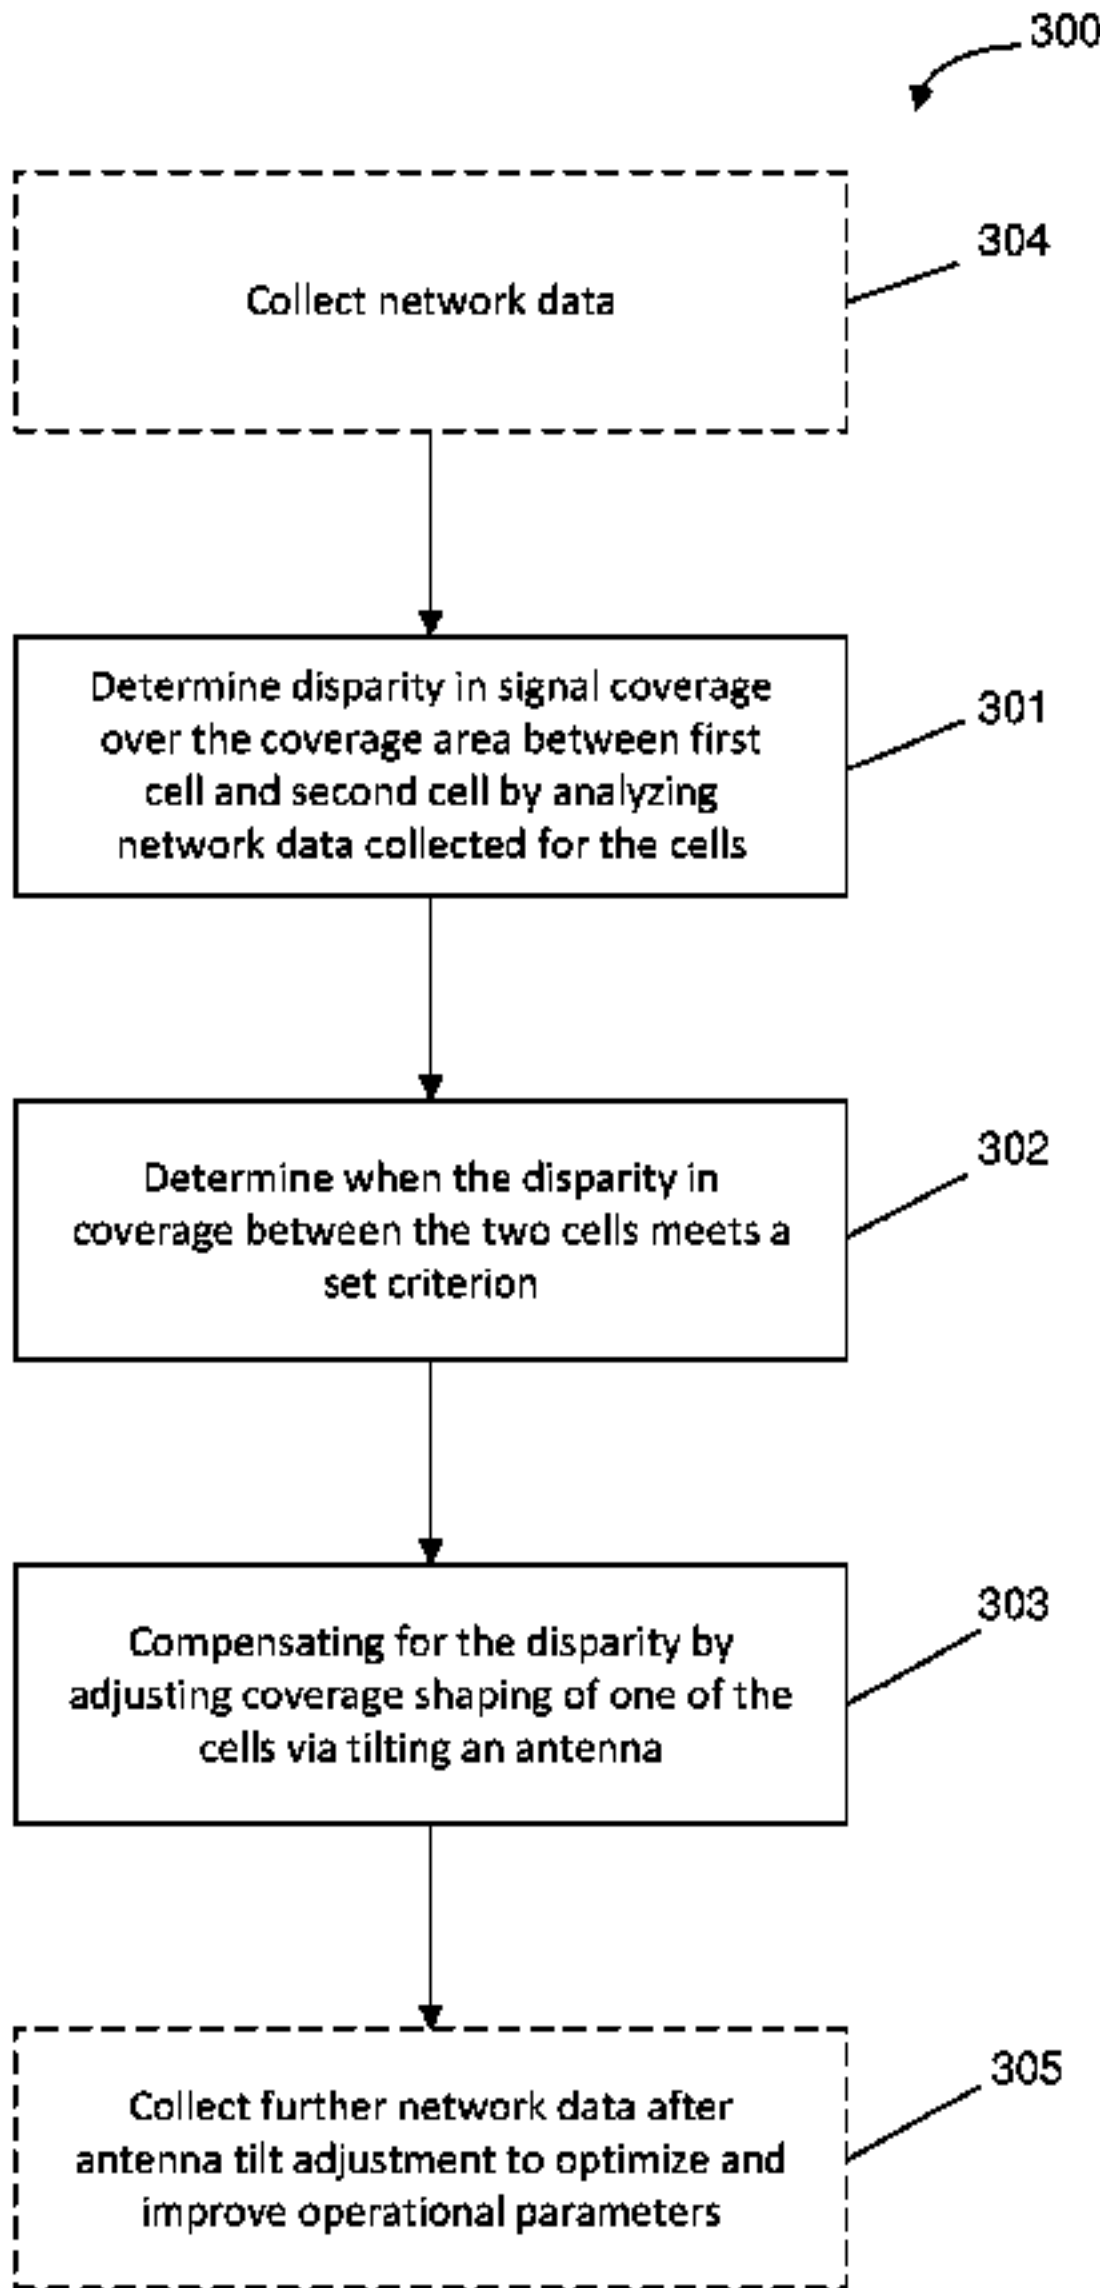 300
304
Collect network data
301
Determine disparity in signal coverage
over the coverage area between first
cell and second cell by analyzing
network data collected for the cells
302
Determine when the disparity in
coverage between the two cells meets a
set criterion
303
Compensating for the disparity by
adjusting coverage shaping of one of the
cells via tilting an antenna
305
Collect further network data after
antenna tilt adjustment to optimize and
improve operational parameters